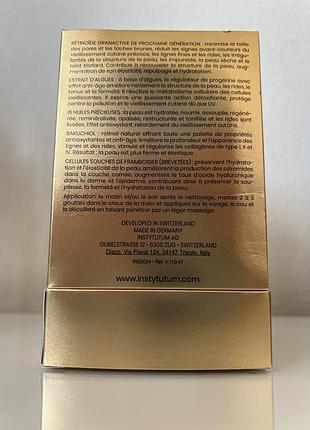 RÉTINOÏDE GRANACTIVE DE PROCHAINE GÉNÉRATION : minimise la taille
des pores et les taches brunes, réduit les signes avant-coureurs du
vieillissement cutané précoce, les lignes fines et les rides, les irré-
gularités de la structure de la peau, les impuretés, la peau sèche et le
teint blafard. Contribue à renouveler la structure de la peau, aug-
mentation de son élasticité, repulpage et hydratation.
EXTRAIT D'ALGUES : à base d'algues, le régulateur de progérine avec
effet anti-âge améliore nettement la structure de la peau, les rides, le
tonus et la fermeté. Il réactive le métabolisme cellulaire des cellules
vieillissantes. Il exerce une puissante action détoxifiante, protège
contre la pollution et le vieillissement cutané dû aux UV.
15 HUILES PRÉCIEUSES : la peau est hydratée, nourrie, assouplie, régéné-
rée, reminéralisée, apaisée, restructurée et tonifiée et les rides sont
lissées. Effet antioxydant, retardement du vieillissement cutané.
BAKUCHIOL : rétinol naturel offrant toute une palette de propriétés
antioxydantes et anti-âge. Améliore la profondeur et l'apparence des
lignes et des rides, stimule et régularise les collagènes de type I, II et
IV. Résultat : la peau est plus ferme et élastique.
CELLULES SOUCHES DE FRAMBOISIER (BREVETÉES) : préservent l'hydrata-
tion et l'élasticité de la peau, améliorent la production des céramides
dans la couche cornée, augmentent le taux d'acide hyaluronique
dans le derme et l'épiderme, contribuant ainsi à préserver la sou-
plesse, la fermeté et l'hydratation de la peau.
Application : le matin et/ou le soir après le nettoyage, mettez 2 à 3
gouttes dans le creux de la main et appliquez sur le visage, le cou et
le décolleté en faisant pénétrer par un léger massage.
DEVELOPED IN SWITZERLAND
MADE IN GERMANY
INSTYTUTUM AG
GUBELSTRASSE 12 • 6300 ZUG • SWITZERLAND
Diaco, Via Flavia 124, 34147 Trieste, Italy
INS0034 • Ref. 4.110.47
www.instytutum.com